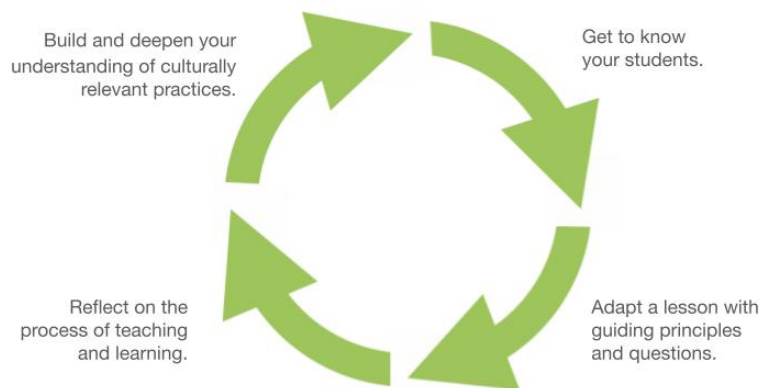 Build and deepen your
understanding of culturally
relevant practices.
Get to know
your students.
Adapt a lesson with
guiding principles
and questions.
Reflect on the
process of teaching
and learning.